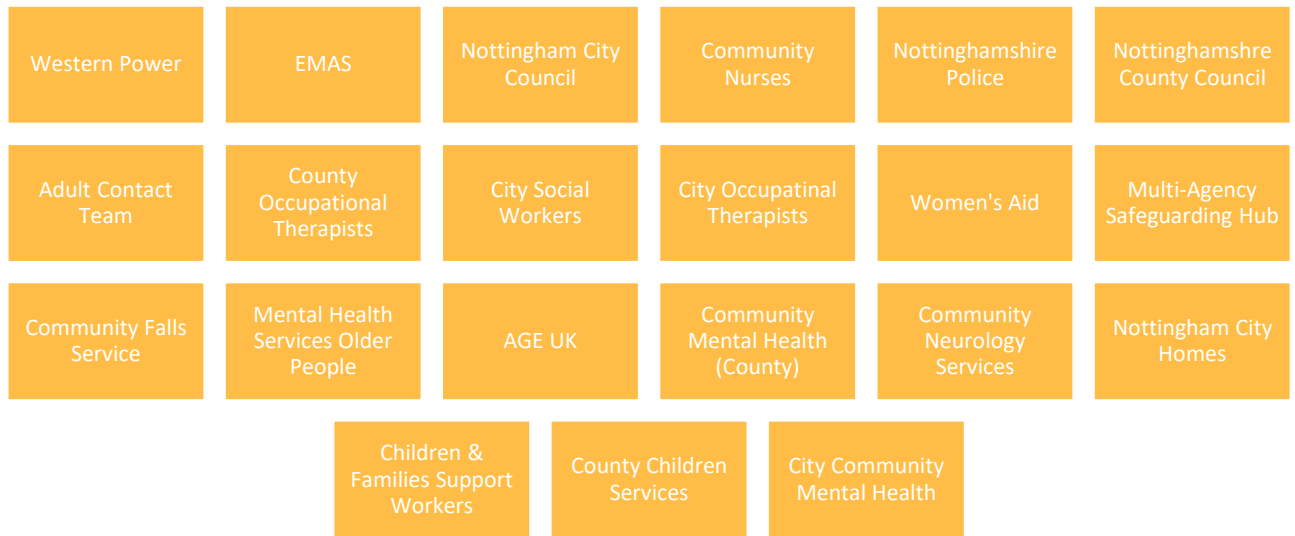 Western Power
EMAS
Nottingham City
Council
Community
Nurses
Nottinghamshire
Police
Nottinghamshre
County Council
Adult Contact
Team
County
Occupational
Therapists
City Social
Workers
City Occupatinal
Therapists
Women's Aid
Multi-Agency
Safeguarding Hub
Community Falls
Service
Mental Health
Services Older
People
AGE UK
Community
Mental Health
(County)
Community
Neurology
Services
Nottingham City
Homes
Children &
Families Support
Workers
County Children
Services
City Community
Mental Health